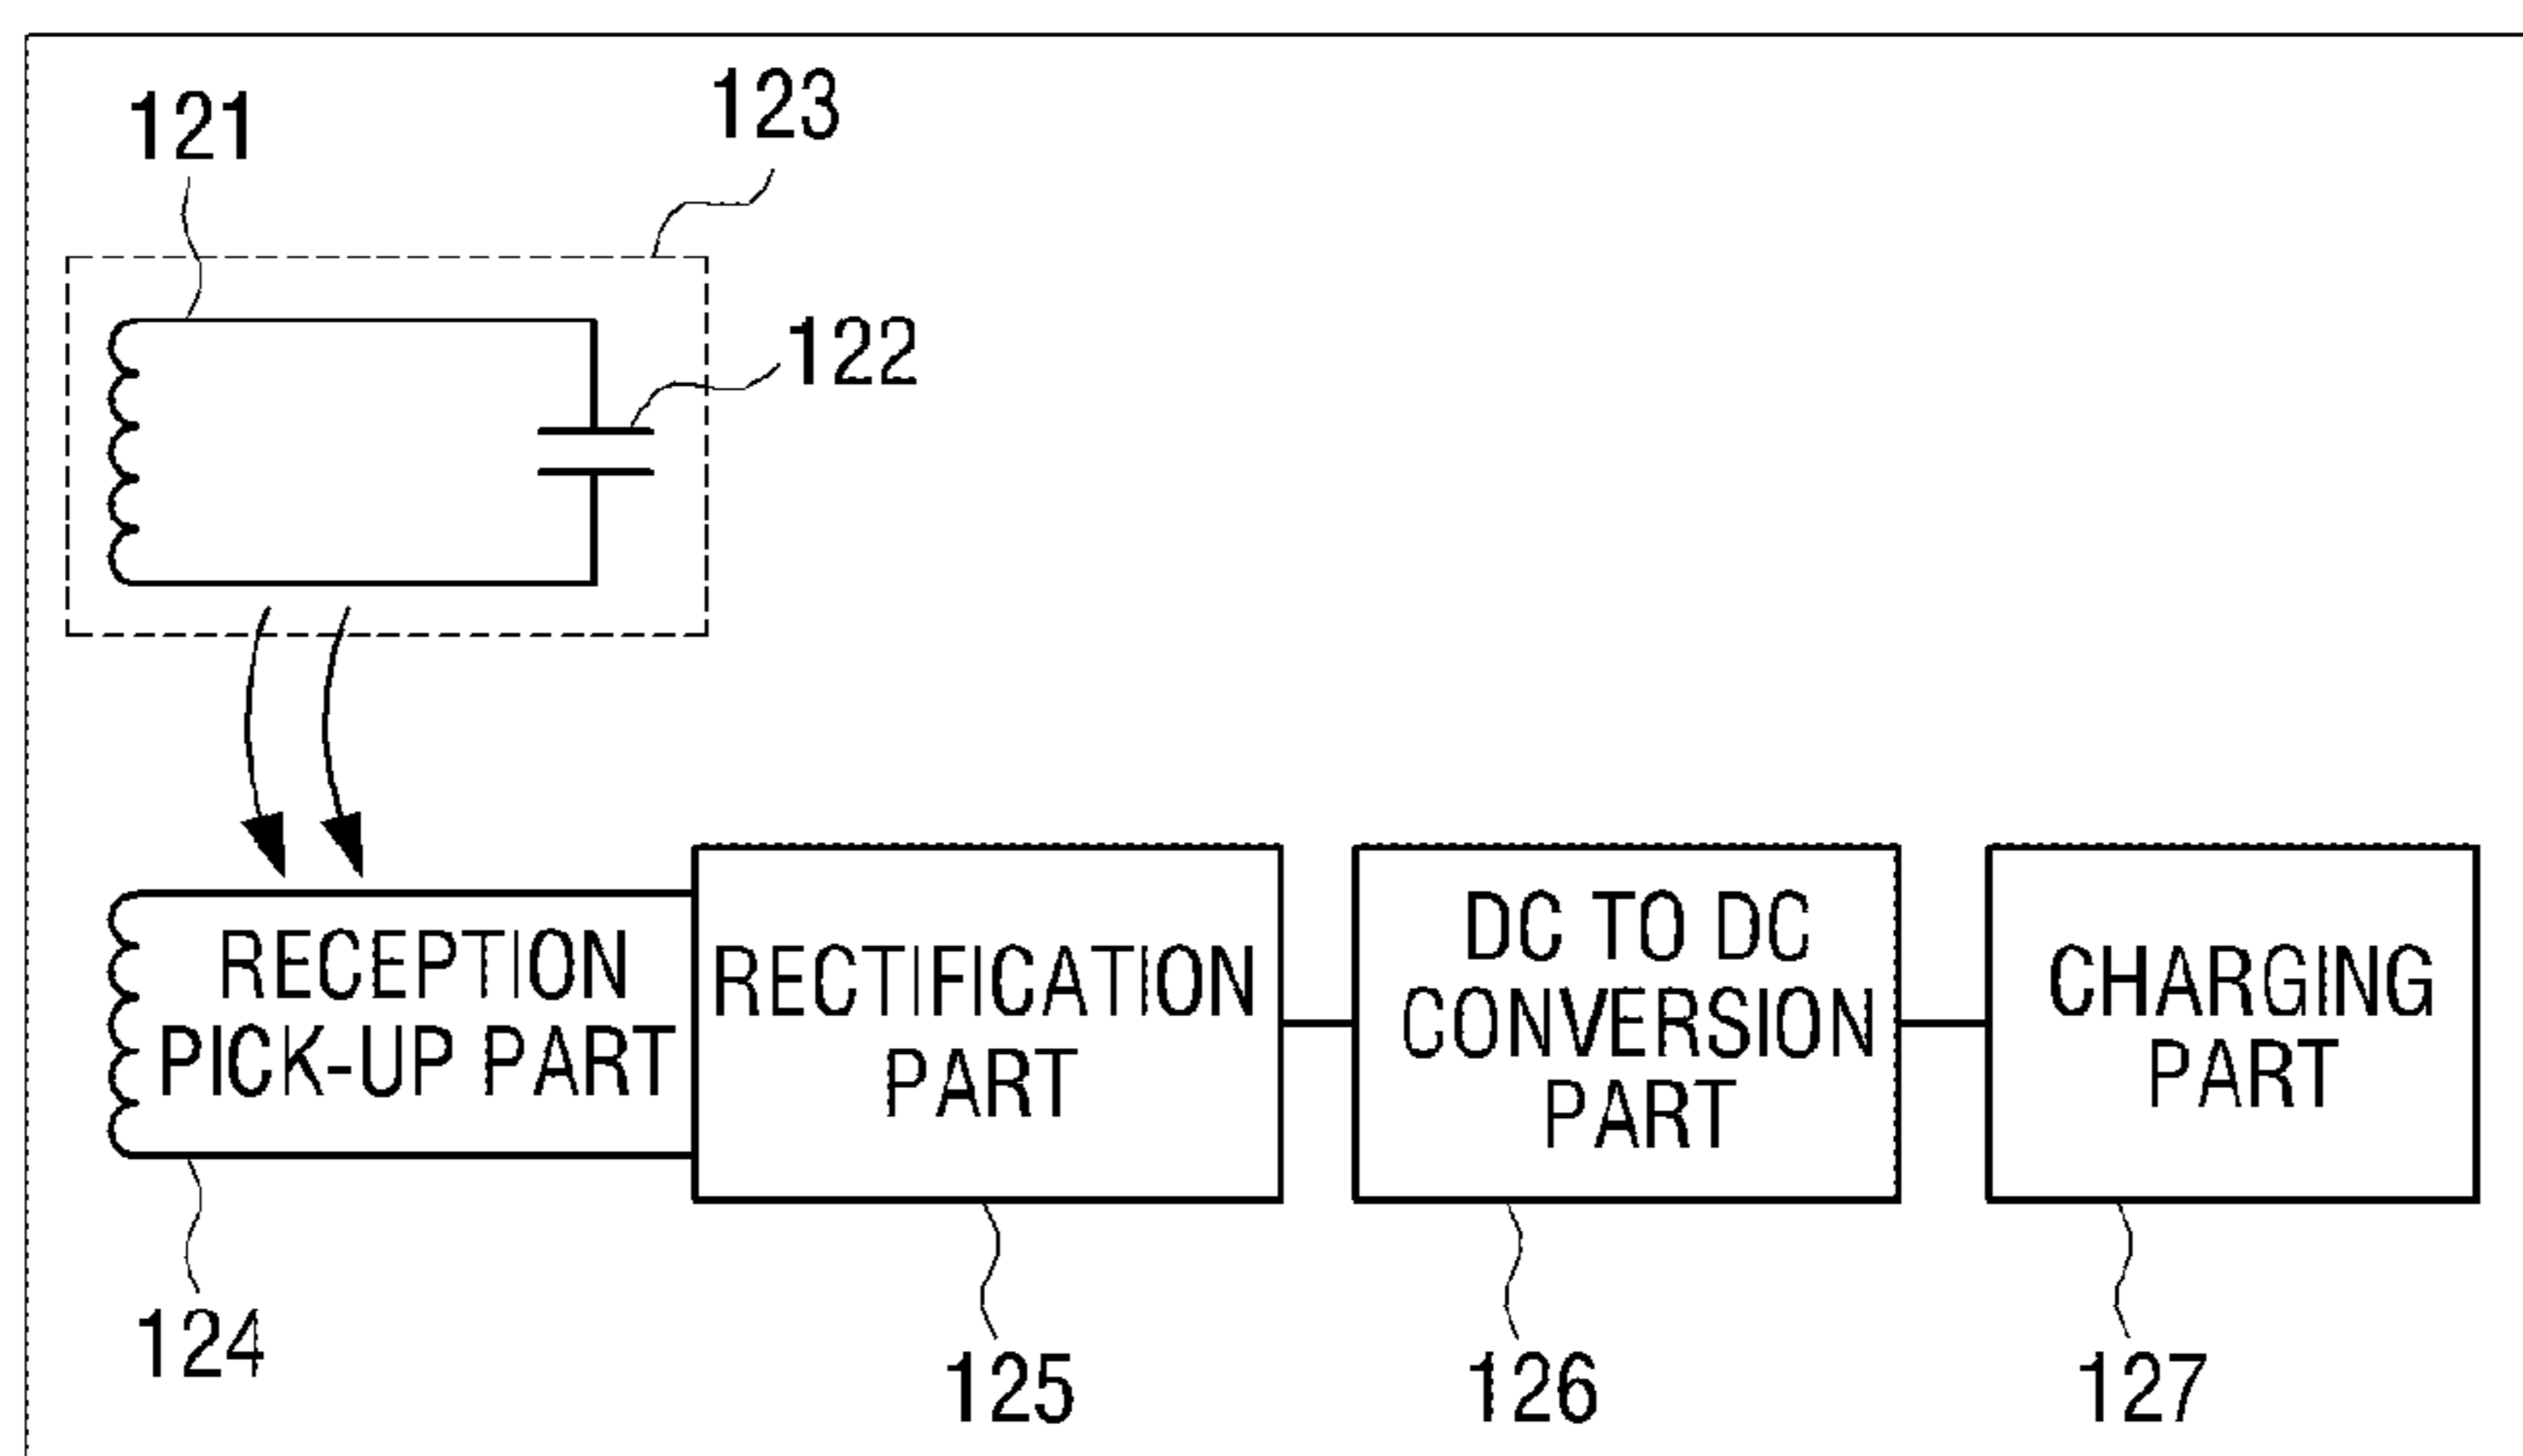 121
123
122
RECEPTION
PICK-UP PART
RECTIFICATION
PART
DC TO DC
CONVERSION
PART
CHARGING
PART
124
125
126
127